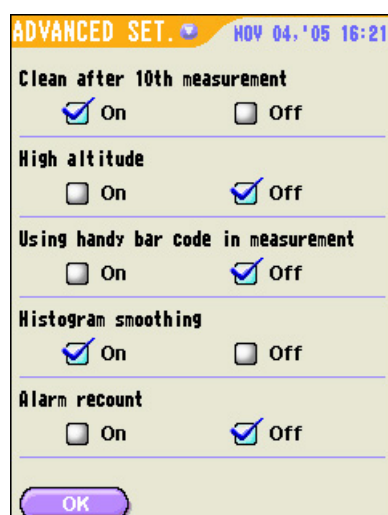 ADVANCED SET. NOV 04,'05 16:21
Clean after 10th measurement
On Off
High altitude
On Off
Using handy bar code in measurement
On Off
Histogram smoothing
On Off
Alarm recount
On Off
OK